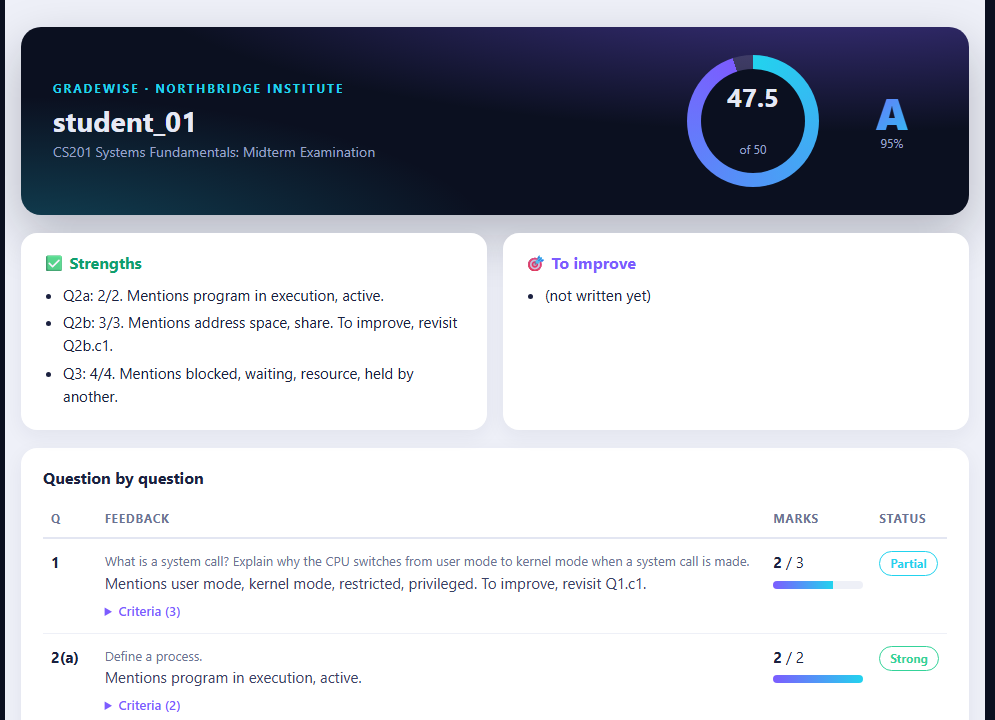 GRADEWISE · NORTHBRIDGE INSTITUTE
student_01
CS201 Systems Fundamentals: Midterm Examination
47.5
of 50
A
95%
Strengths
Q2a: 2/2. Mentions program in execution, active.
Q2b: 3/3. Mentions address space, share. To improve, revisit
Q2b.c1.
Q3: 4/4. Mentions blocked, waiting, resource, held by
another.
To improve
(not written yet)
Question by question
Q FEEDBACK MARKS STATUS
1 What is a system call? Explain why the CPU switches from user mode to kernel mode when a system call is made. 2 / 3 Partial
Mentions user mode, kernel mode, restricted, privileged. To improve, revisit Q1.c1.
Criteria (3)
2(a) Define a process. 2 / 2 Strong
Mentions program in execution, active.
Criteria (2)